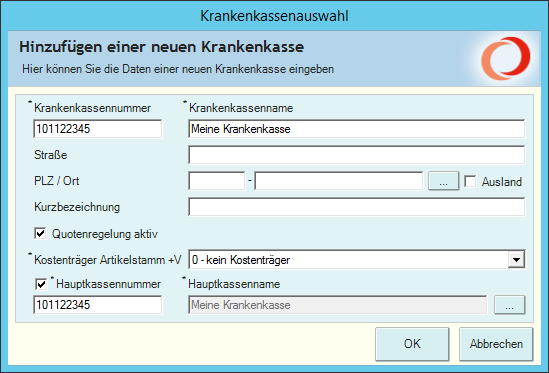 Krankenkassenauswahl
Hinzufügen einer neuen Krankenkasse
Hier können Sie die Daten einer neuen Krankenkasse eingeben
*Krankenkassennummer *Krankenkassenname
101122345 Meine Krankenkasse
Straße
PLZ / Ort - ... Ausland
Kurzbezeichnung
Quotenregelung aktiv
*Kostenträger Artikelstamm +V 0 - kein Kostenträger
*Hauptkassennummer *Hauptkassenname
101122345 Meine Krankenkasse ...
OK Abbrechen